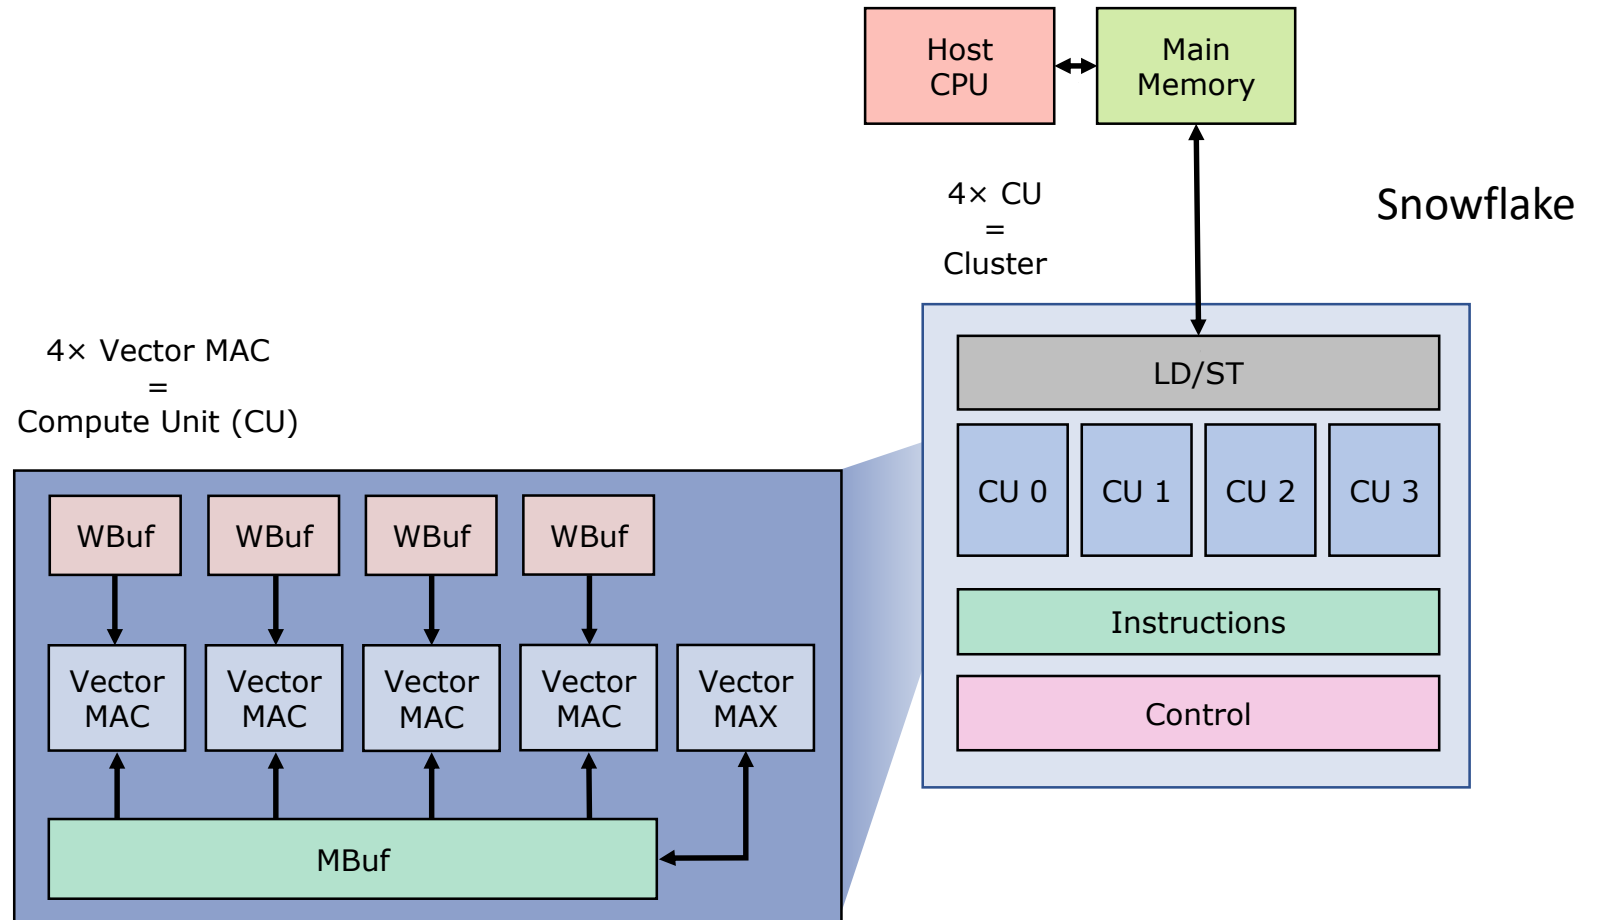 Host
CPU
Main
Memory
4× CU
=
Cluster
Snowflake
4× Vector MAC
=
Compute Unit (CU)
LD/ST
CU 0
CU 1
CU 2
CU 3
Instructions
Control
WBuf
WBuf
WBuf
WBuf
Vector
MAC
Vector
MAC
Vector
MAC
Vector
MAC
Vector
MAX
MBuf